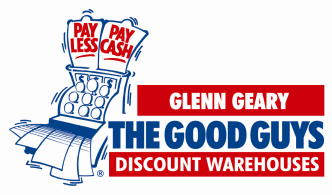 PAY LESS PAY CASH
GLENN GEARY
THE GOOD GUYS
DISCOUNT WAREHOUSES
®